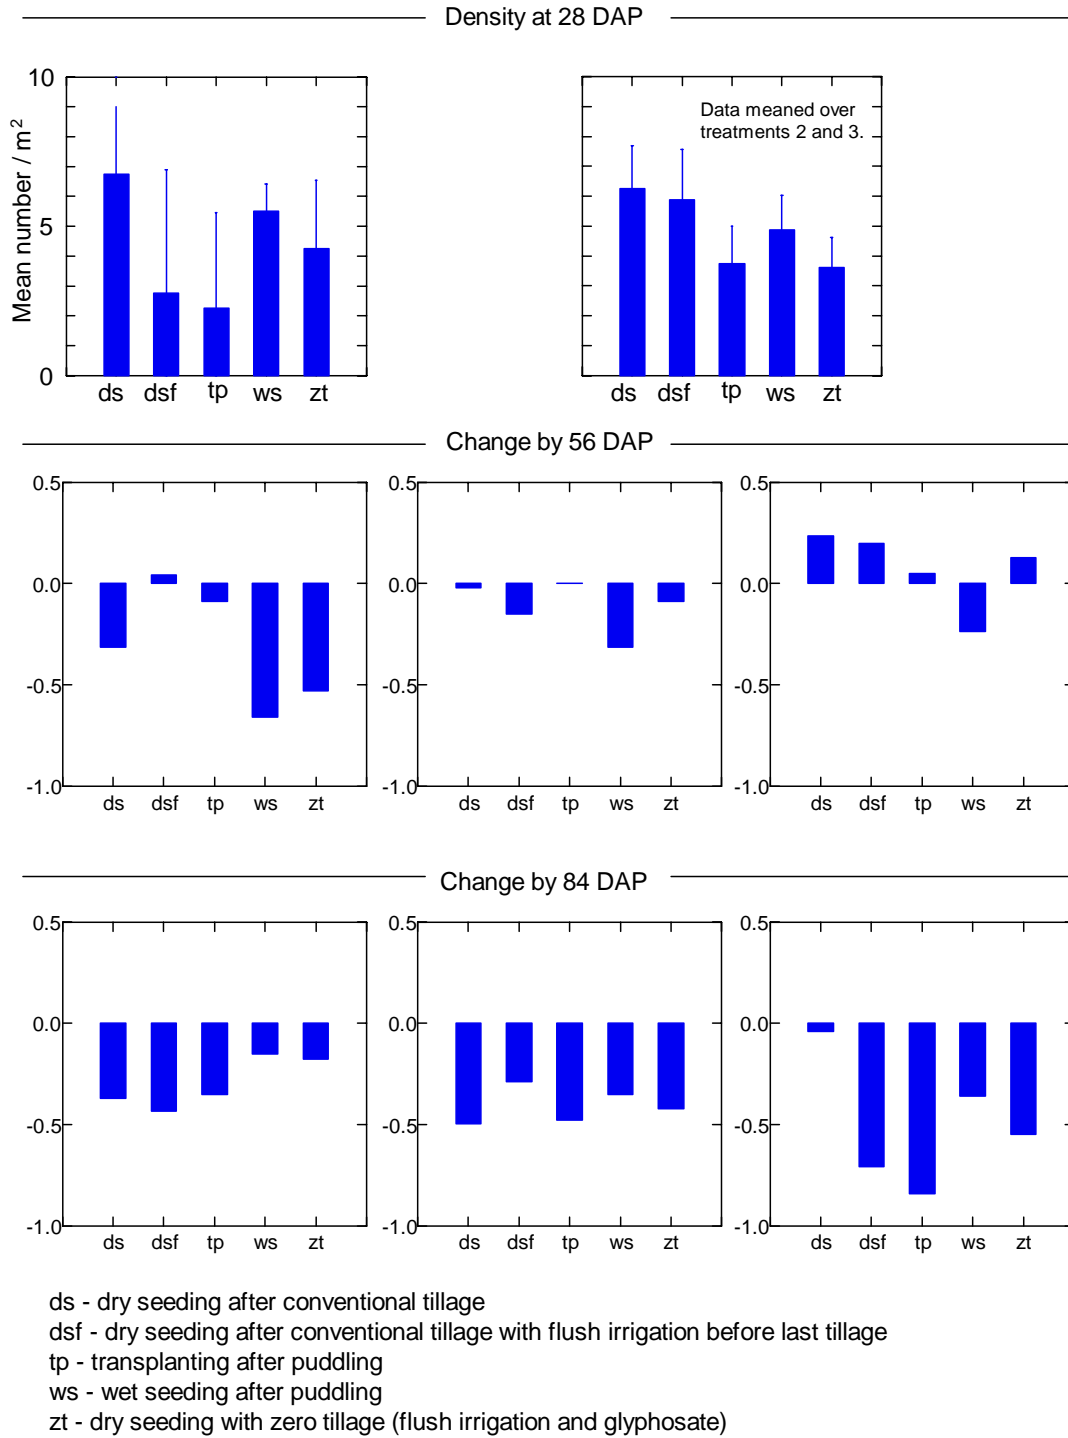 Density at 28 DAP
10
5
0
Mean number / m²
ds dsf tp ws zt
Data meaned over
treatments 2 and 3.
ds dsf tp ws zt
Change by 56 DAP
0.5
0.0
-0.5
-1.0
ds dsf tp ws zt
0.5
0.0
-0.5
-1.0
ds dsf tp ws zt
0.5
0.0
-0.5
-1.0
ds dsf tp ws zt
Change by 84 DAP
0.5
0.0
-0.5
-1.0
ds dsf tp ws zt
0.5
0.0
-0.5
-1.0
ds dsf tp ws zt
0.5
0.0
-0.5
-1.0
ds dsf tp ws zt
ds - dry seeding after conventional tillage
dsf - dry seeding after conventional tillage with flush irrigation before last tillage
tp - transplanting after puddling
ws - wet seeding after puddling
zt - dry seeding with zero tillage (flush irrigation and glyphosate)